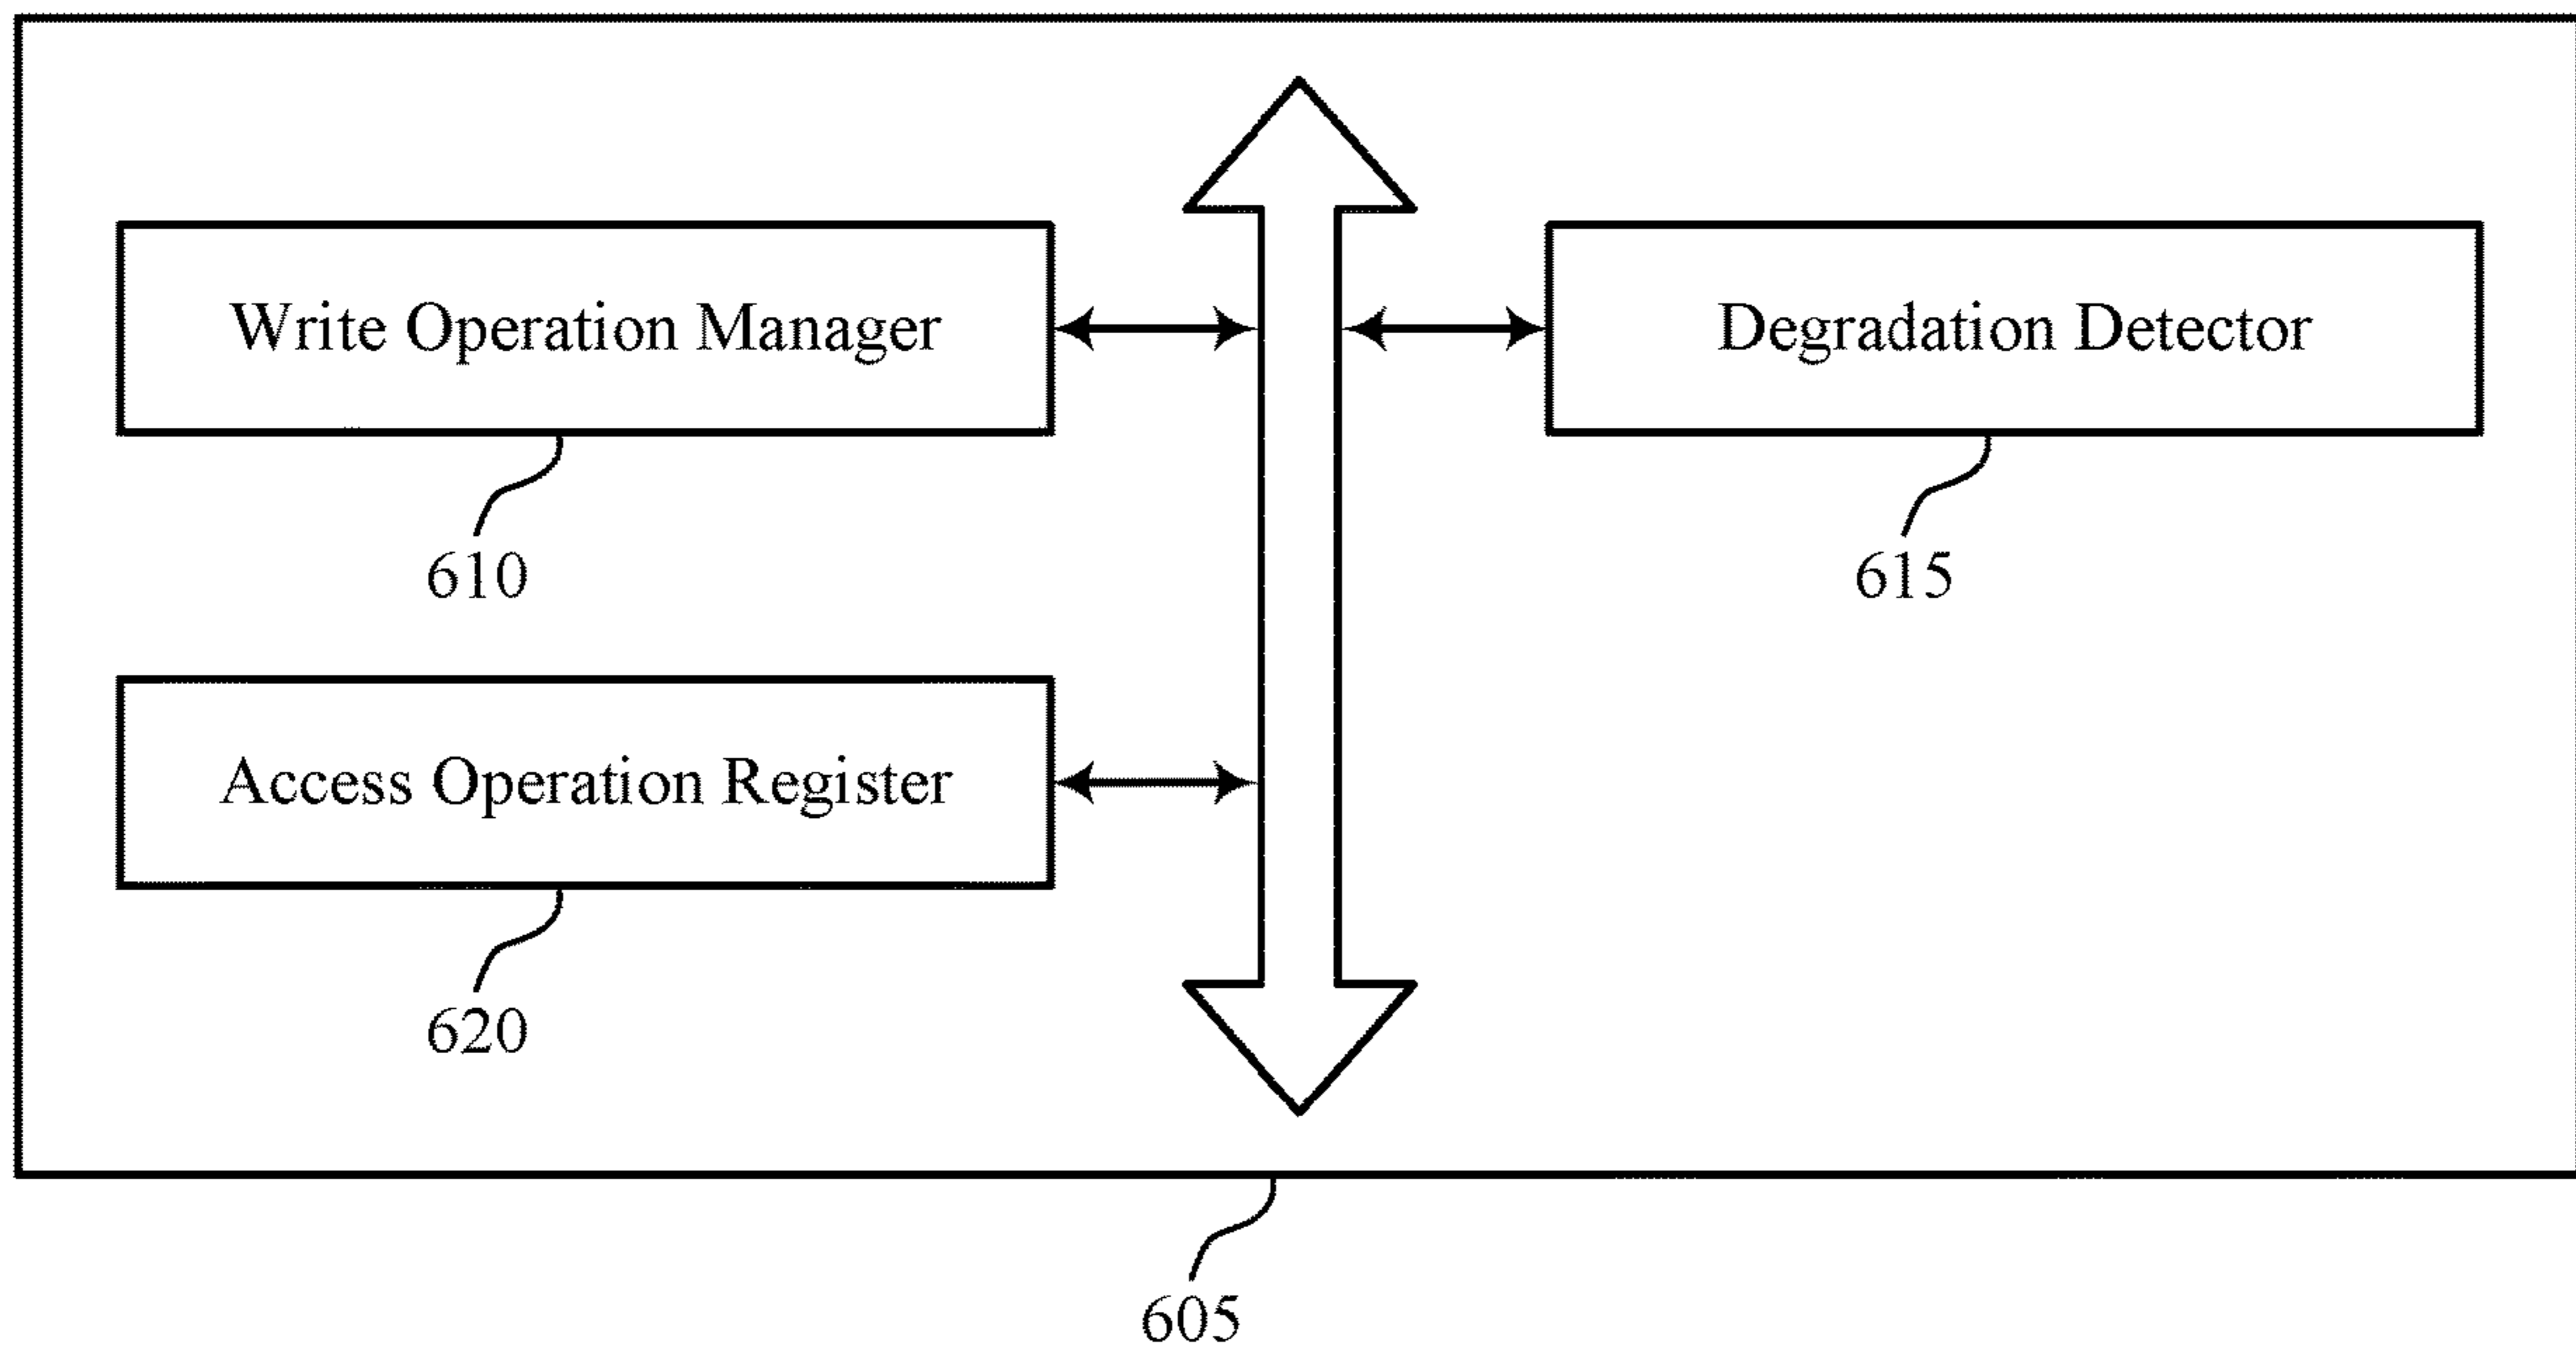 Write Operation Manager
Degradation Detector
610
615
Access Operation Register
620
605